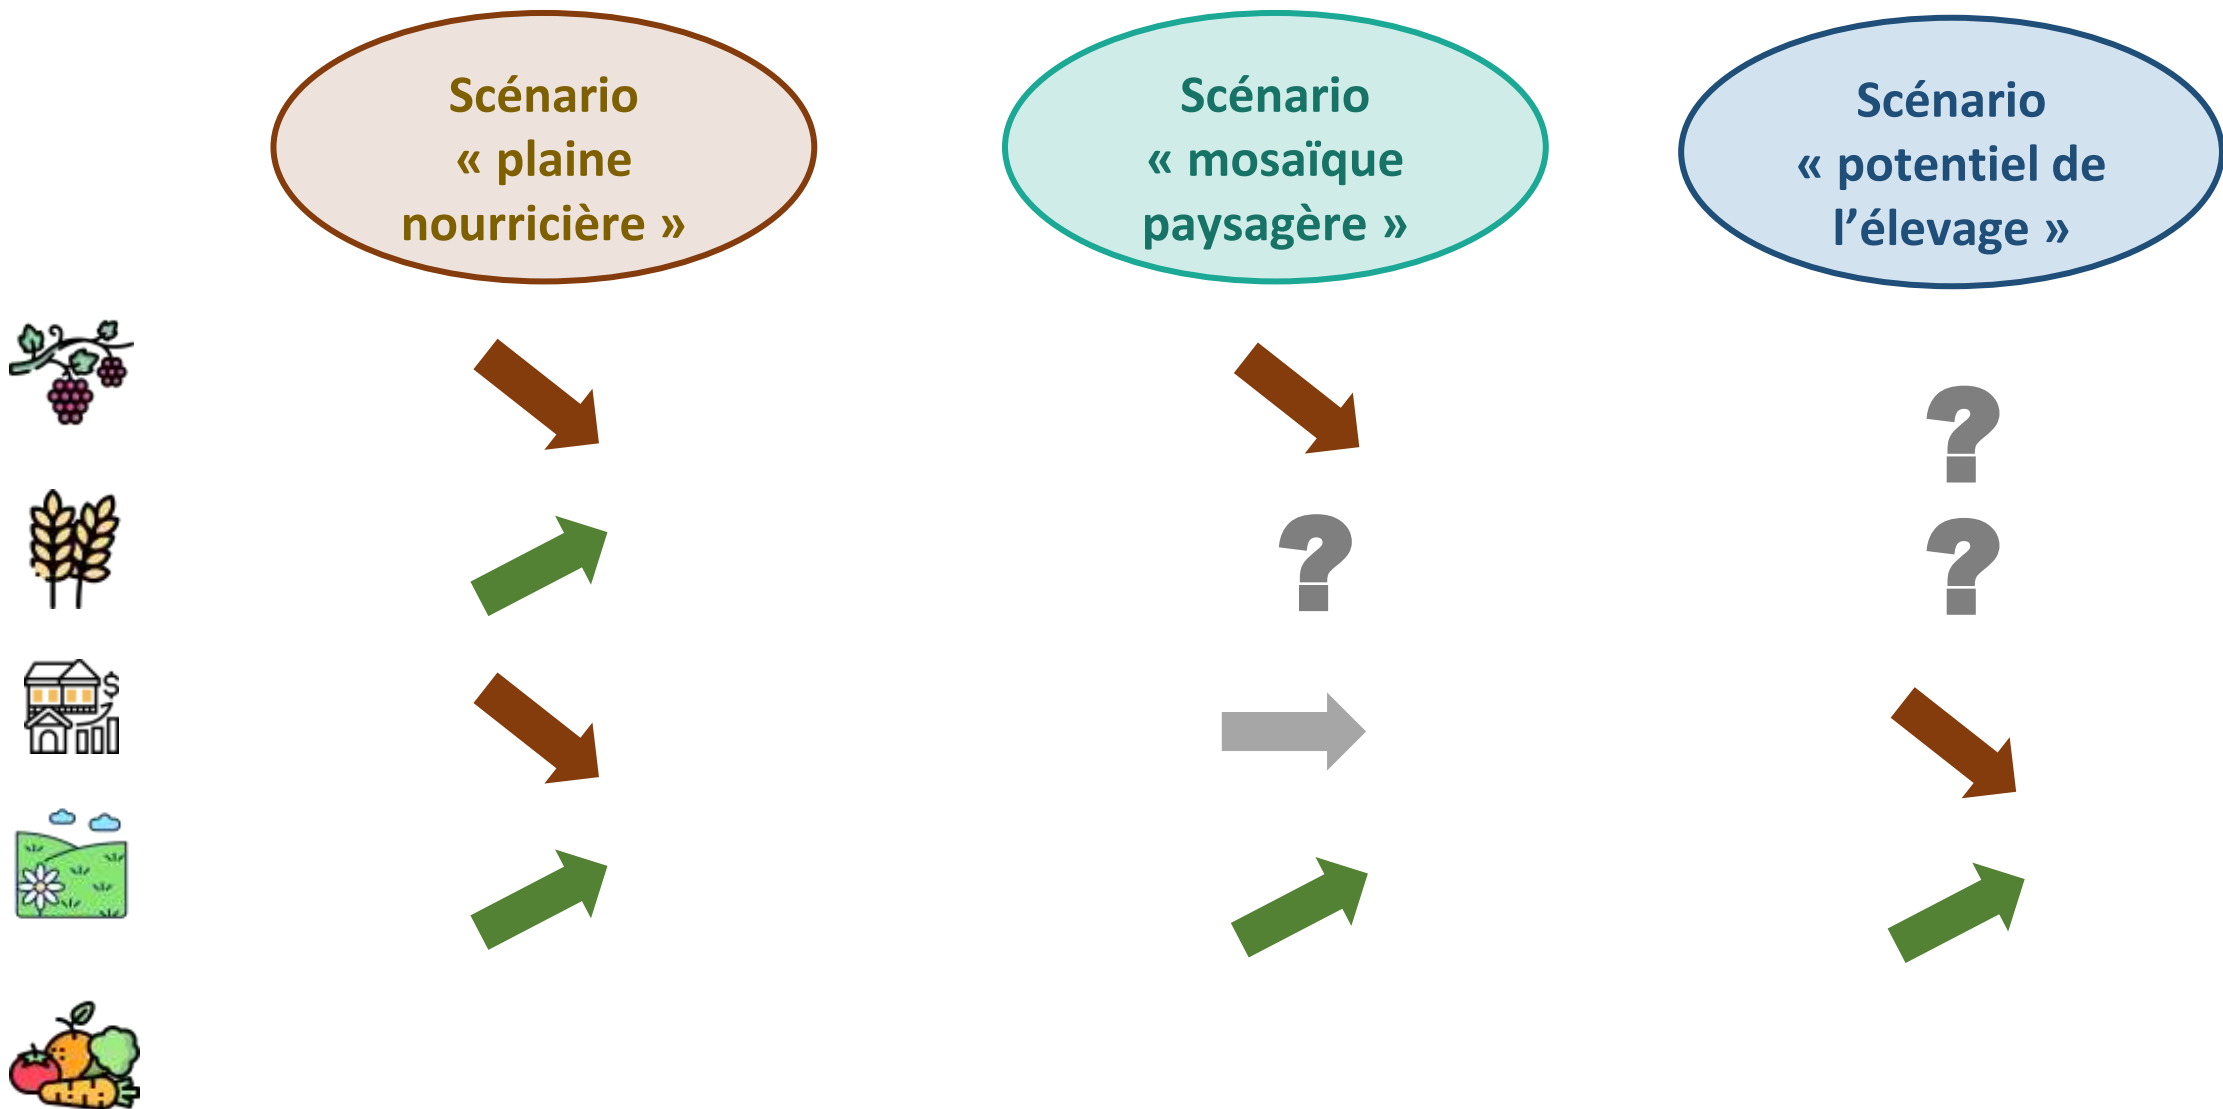 Scénario
« plaine
nourricière »
Scénario
« mosaïque
paysagère »
Scénario
« potentiel de
l’élevage »
?
?
?
$